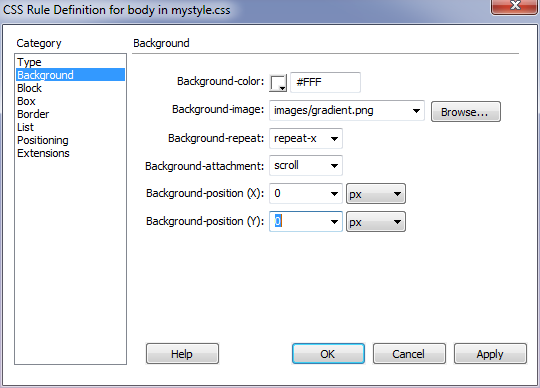 CSS Rule Definition for body in mystyle.css
Category
Type
Background
Block
Box
Border
List
Positioning
Extensions
Background
Background-color: #FFF
Background-image: images/gradient.png Browse...
Background-repeat: repeat-x
Background-attachment: scroll
Background-position (X): 0 px
Background-position (Y): 0 px
Help OK Cancel Apply